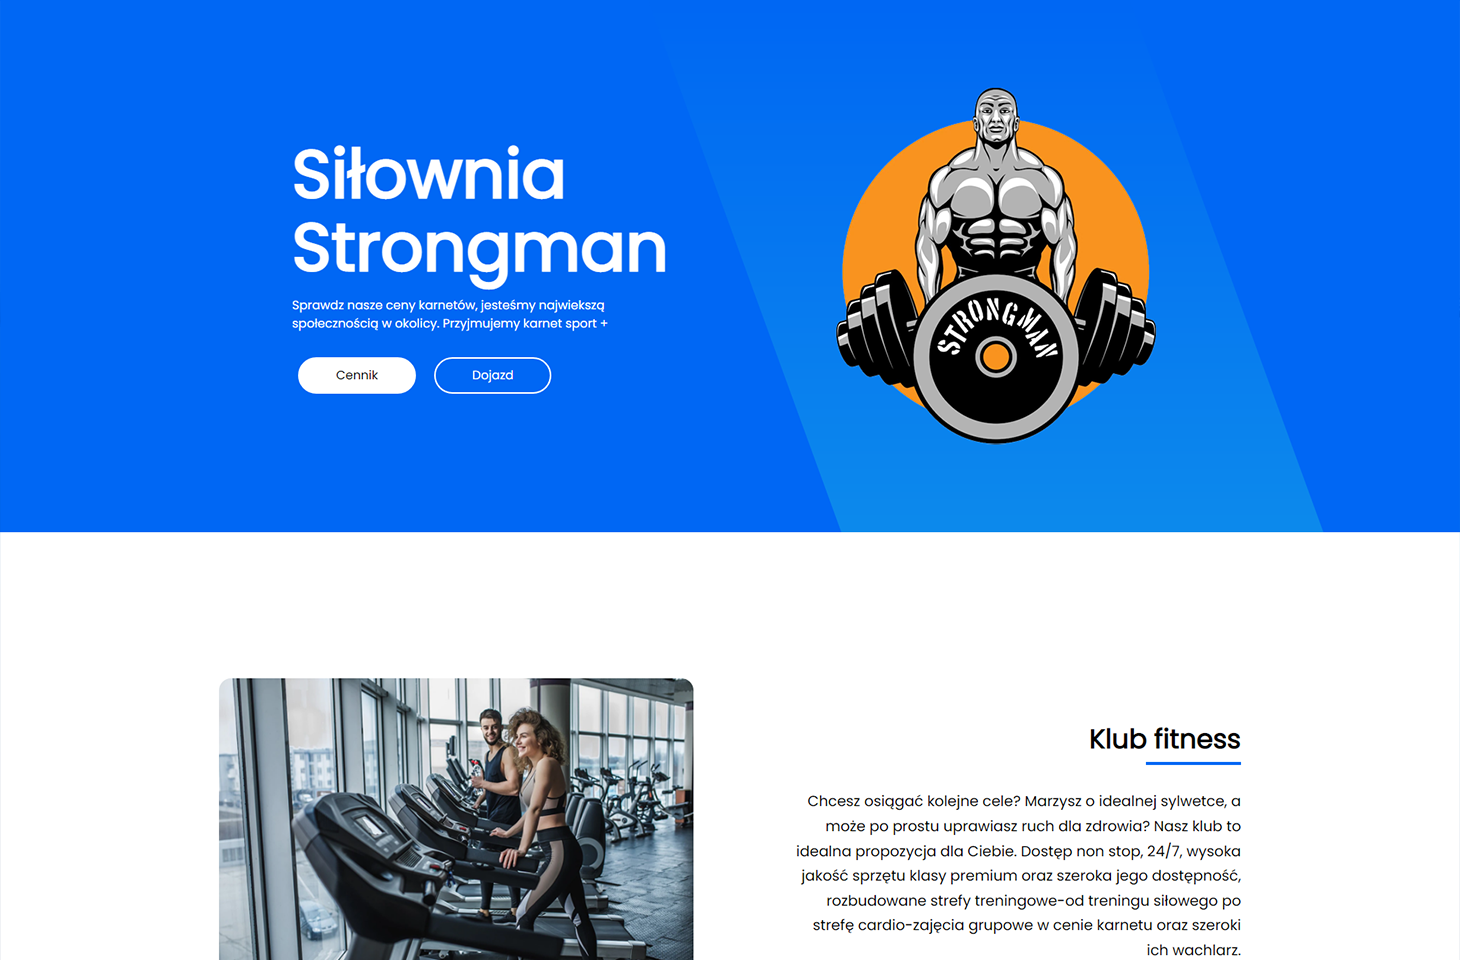 Siłownia
Strongman
Sprawdz nasze ceny karnetów, jesteśmy najwiekszą
społecznością w okolicy. Przyjmujemy karnet sport +
Cennik
Dojazd
STRONGMAN
Klub fitness
Chcesz osiągać kolejne cele? Marzysz o idealnej sylwetce, a
może po prostu uprawiasz ruch dla zdrowia? Nasz klub to
idealna propozycja dla Ciebie. Dostęp non stop, 24/7, wysoka
jakość sprzętu klasy premium oraz szeroka jego dostępność,
rozbudowane strefy treningowe-od treningu siłowego po
strefę cardio-zajęcia grupowe w cenie karnetu oraz szeroki
ich wachlarz.